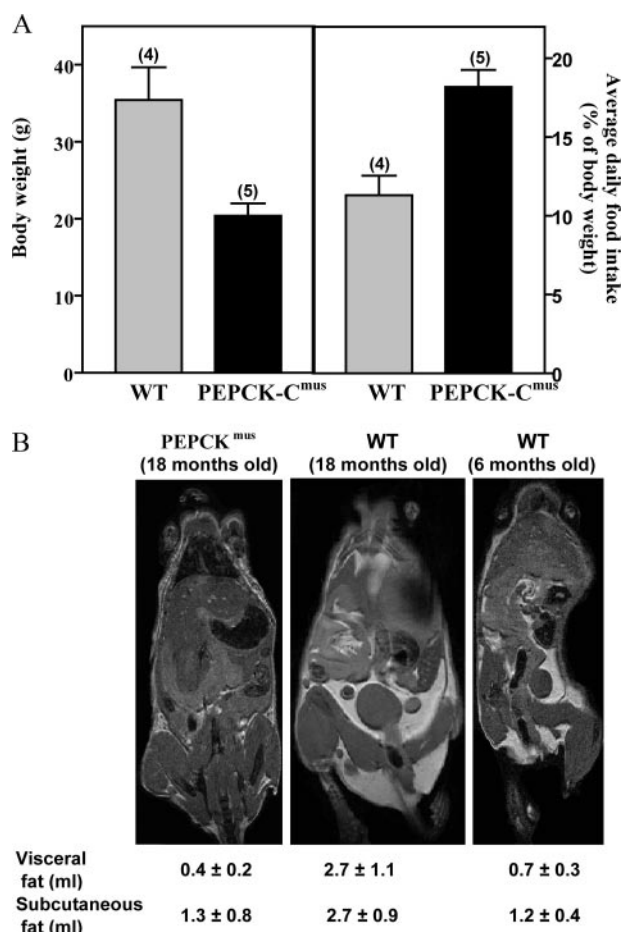 A
Body weight (g)
40
30
20
10
0
(4)
(5)
WT
PEPCK-Cmus
(4)
(5)
WT
PEPCK-Cmus
20
15
10
5
0
Average daily food intake
(% of body weight)
B
PEPCK mus
(18 months old)
WT
(18 months old)
WT
(6 months old)
Visceral
fat (ml)
0.4 ± 0.2
2.7 ± 1.1
0.7 ± 0.3
Subcutaneous
fat (ml)
1.3 ± 0.8
2.7 ± 0.9
1.2 ± 0.4